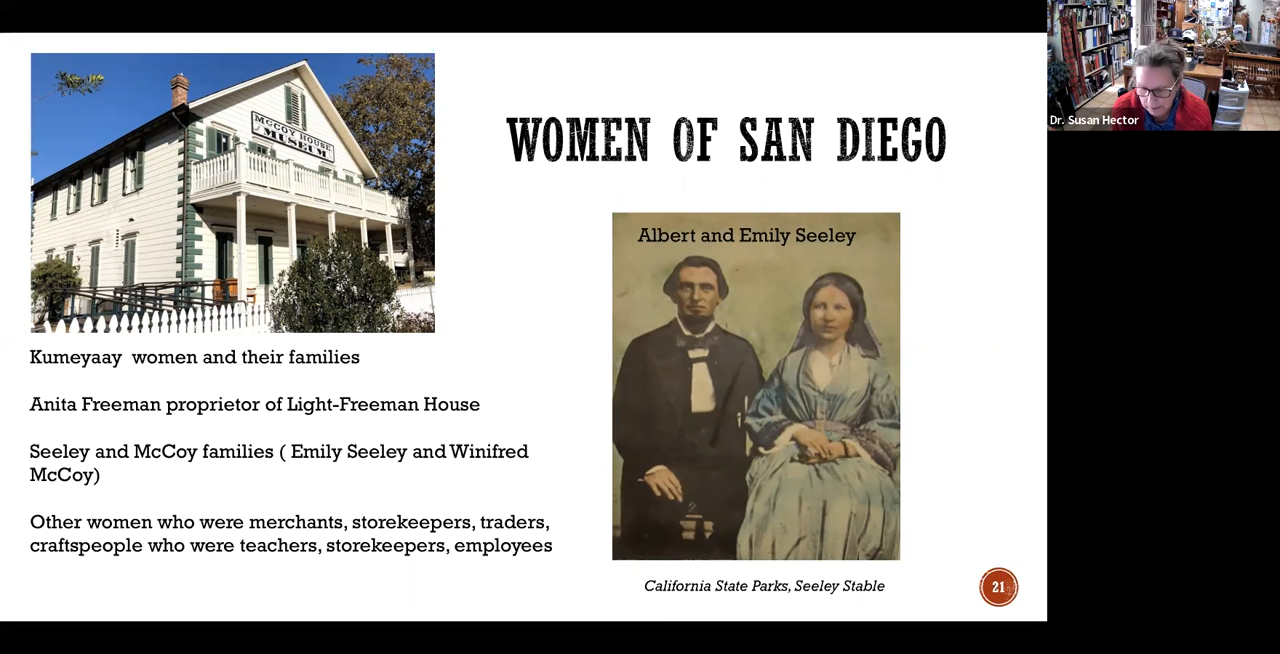 McCOY HOUSE
MUSEUM
WOMEN OF SAN DIEGO
Albert and Emily Seeley
Kumeyaay  women and their families
Anita Freeman proprietor of Light-Freeman House
Seeley and McCoy families ( Emily Seeley and Winifred
McCoy)
Other women who were merchants, storekeepers, traders,
craftspeople who were teachers, storekeepers, employees
California State Parks, Seeley Stable
21
Dr. Susan Hector